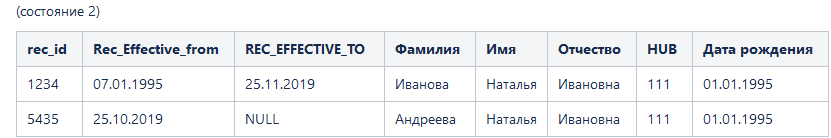 (состояние 2)
rec_id Rec_Effective_from REC_EFFECTIVE_TO Фамилия Имя Отчество HUB Дата рождения
1234 07.01.1995 25.11.2019 Иванова Наталья Ивановна 111 01.01.1995
5435 25.10.2019 NULL Андреева Наталья Ивановна 111 01.01.1995